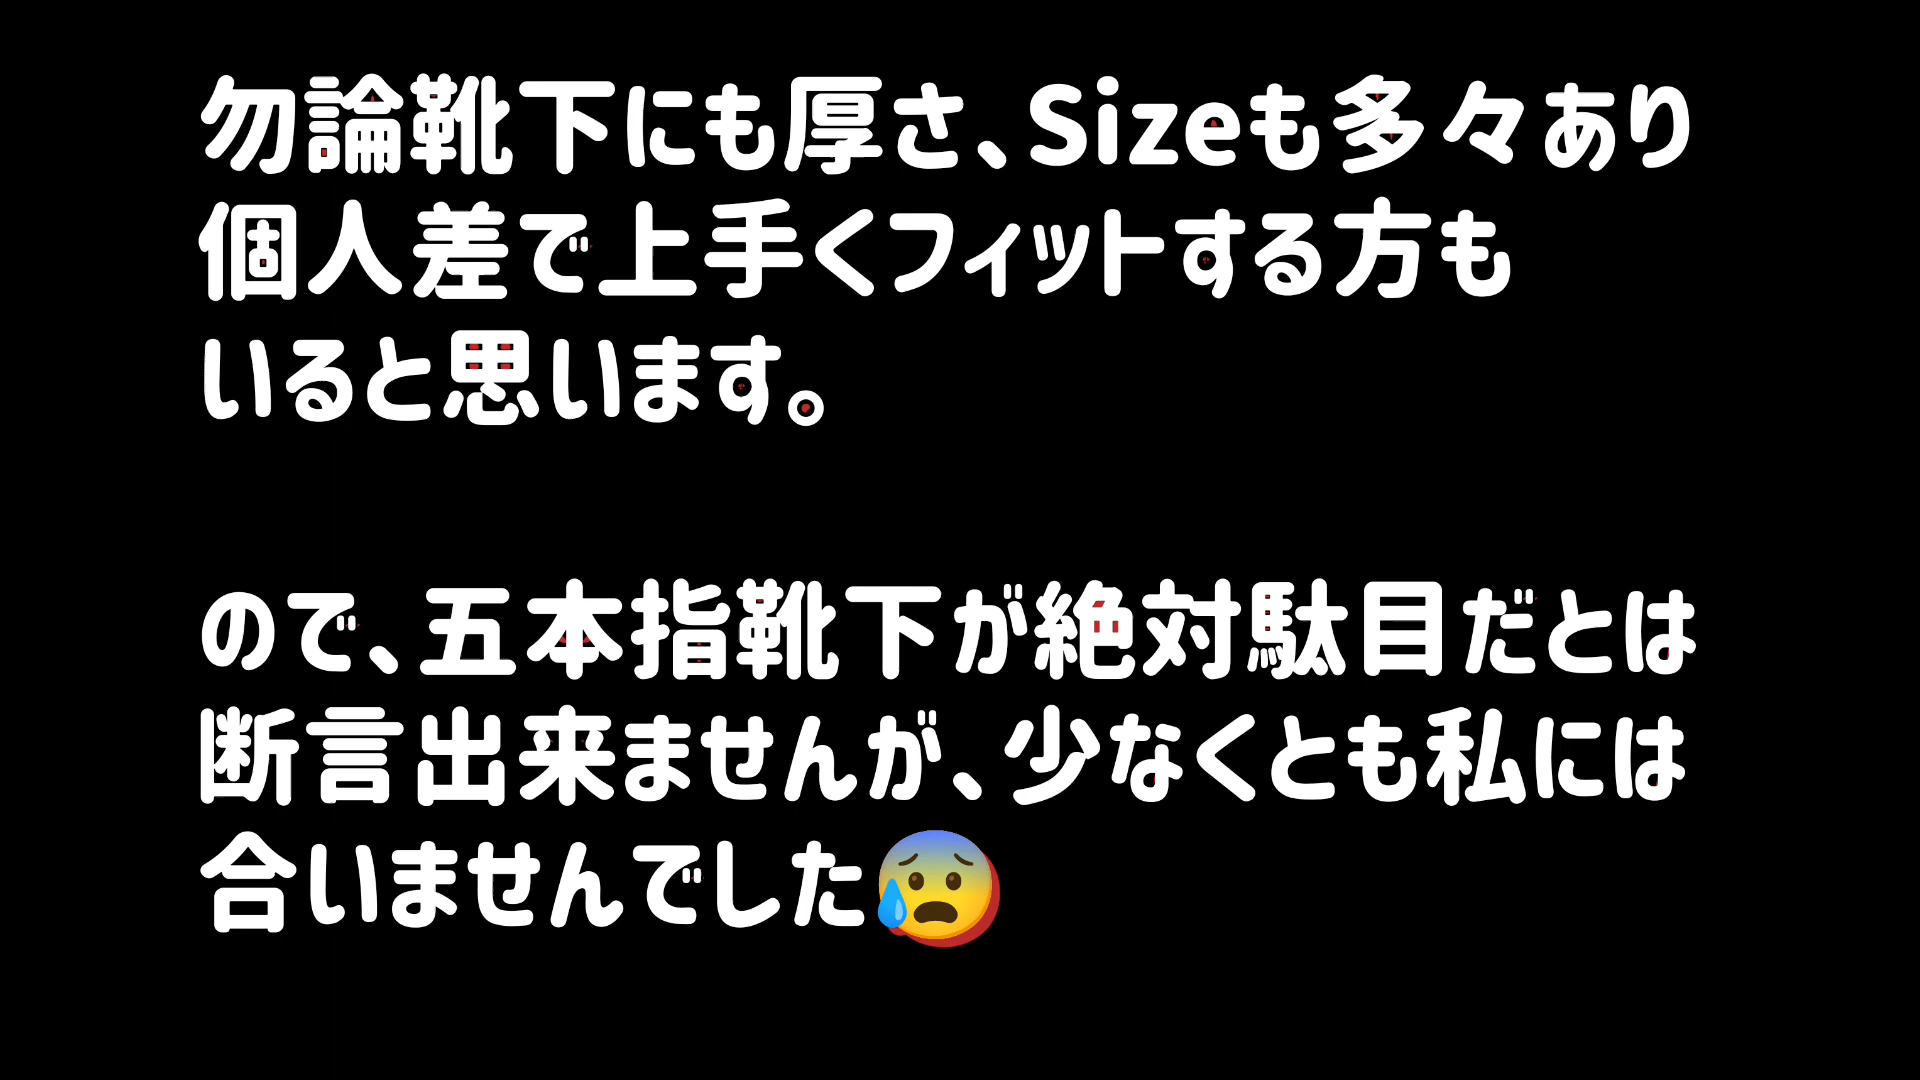 勿論靴下にも厚さ、Sizeも多々あり
個人差で上手くフィットする方も
いると思います。
ので、五本指靴下が絶対駄目だとは
断言出来ませんが、少なくとも私には
合いませんでした😰